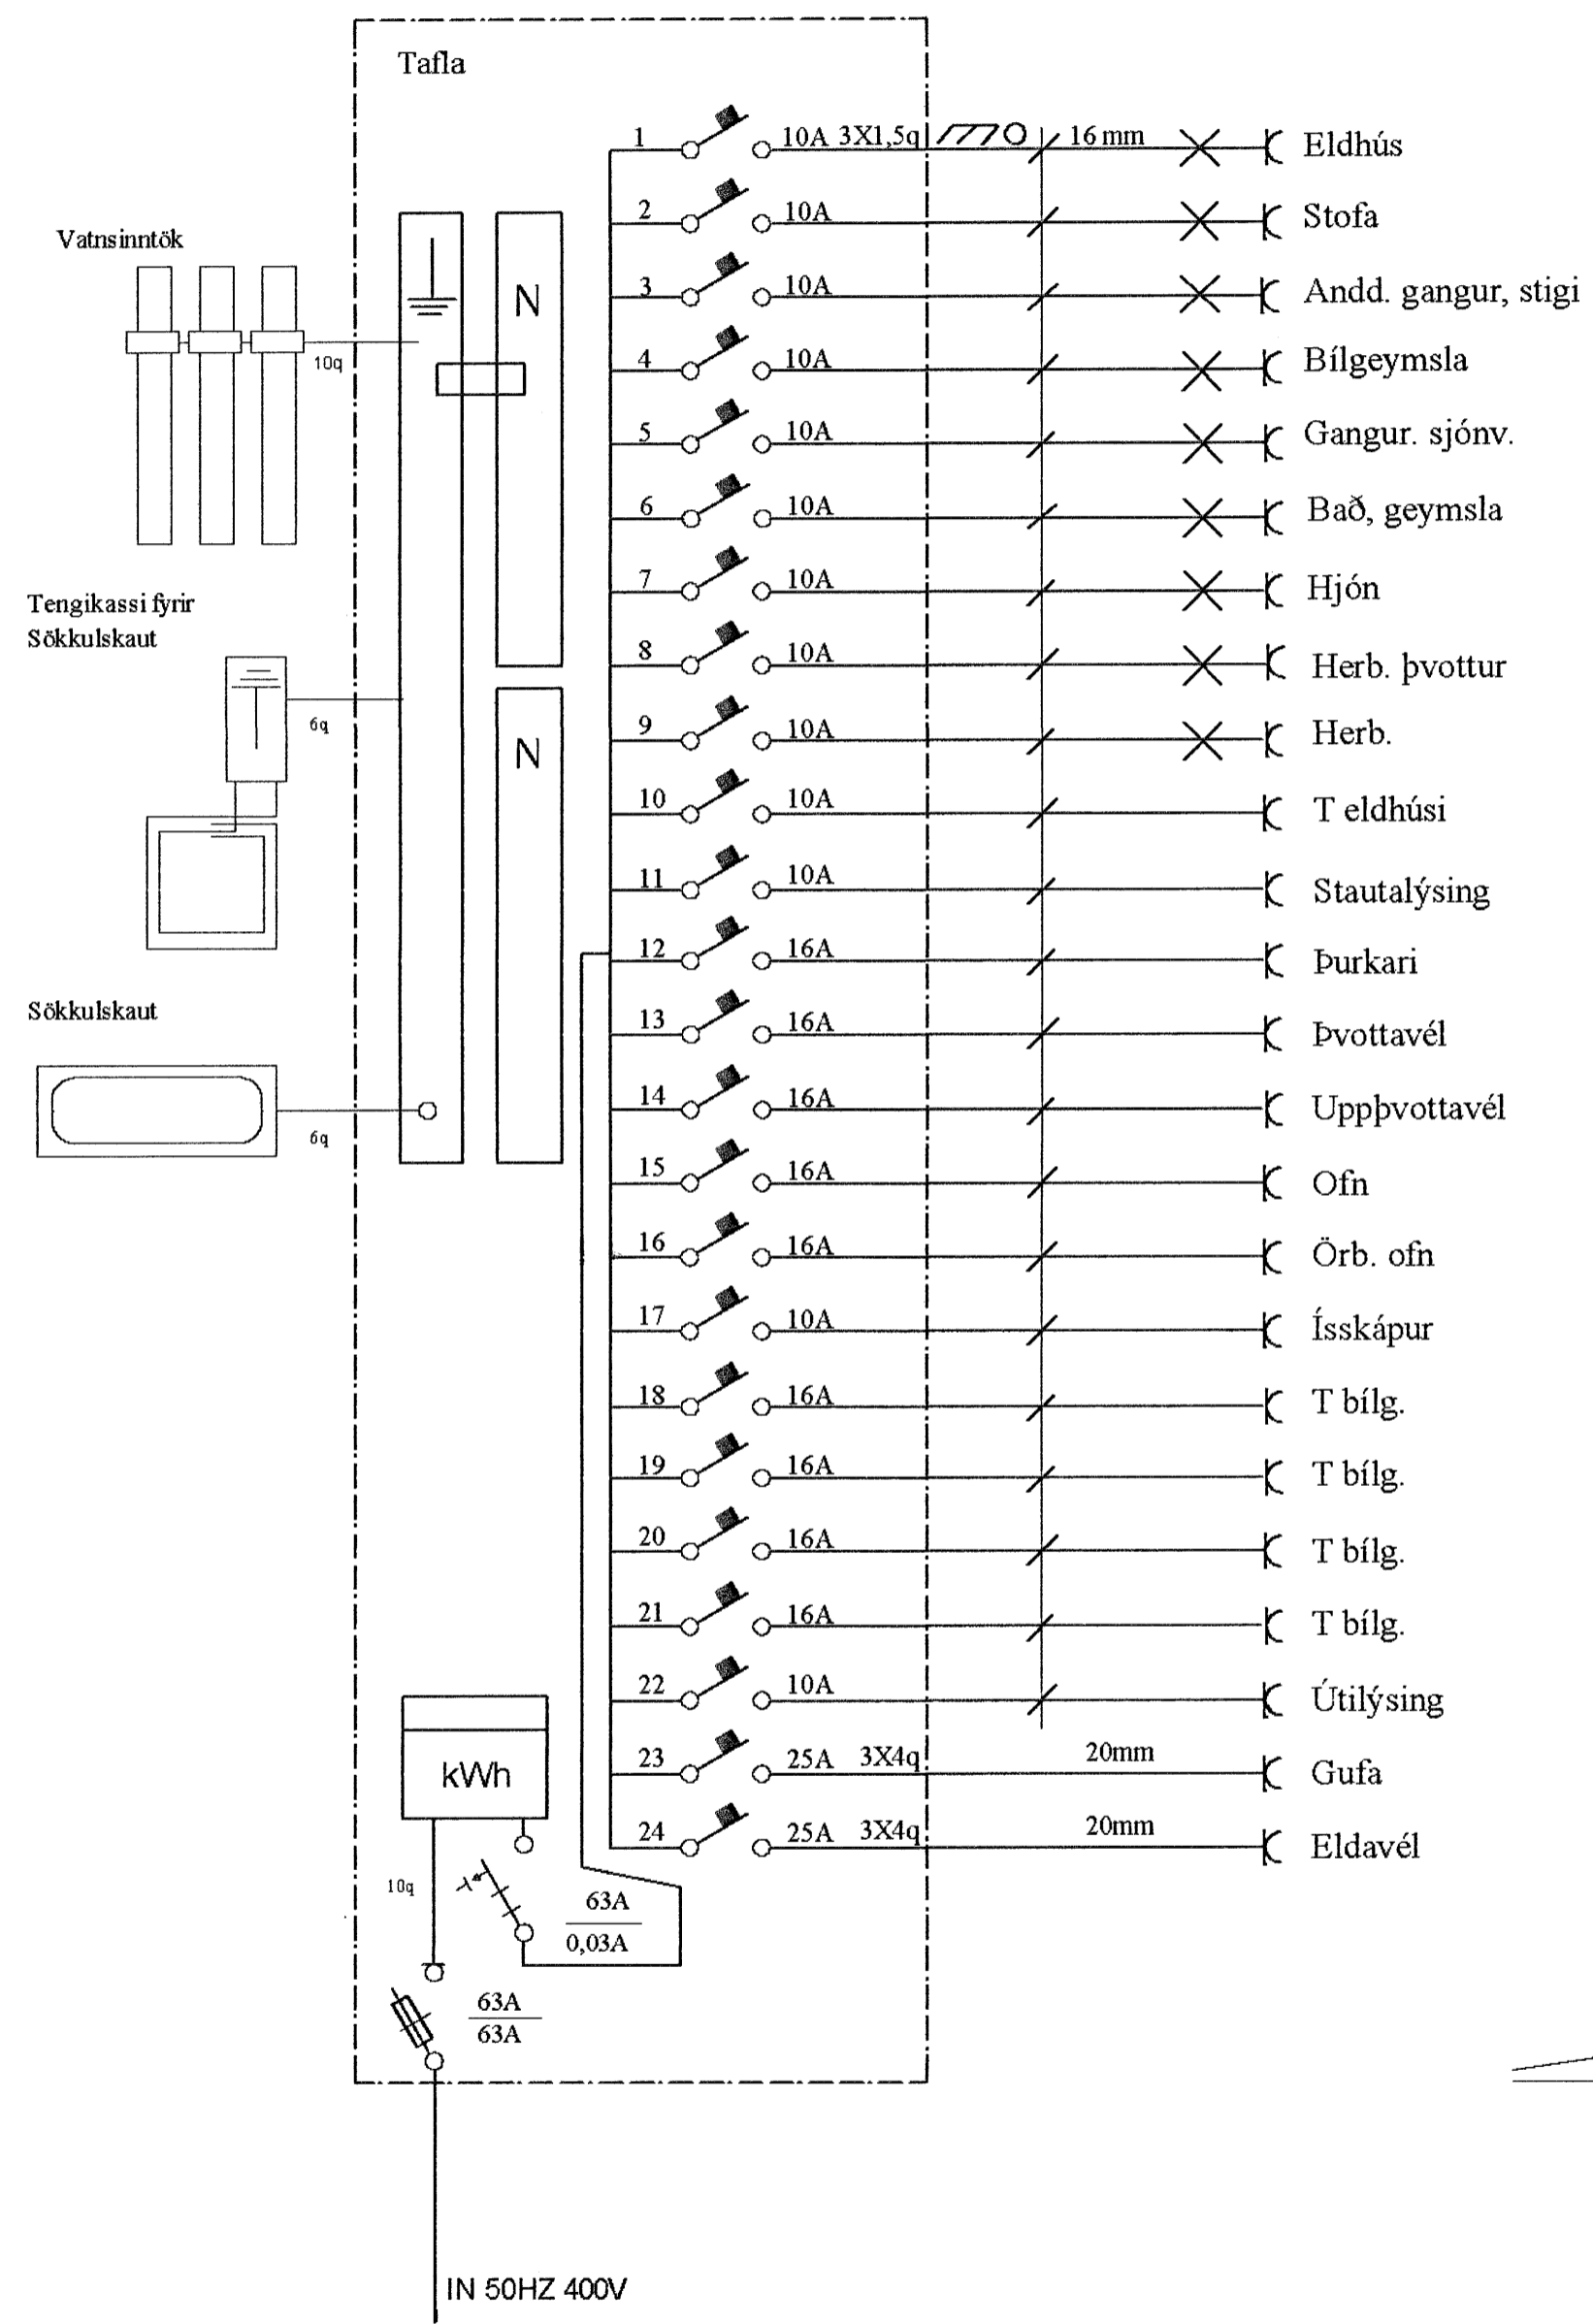 Tafla
1 10A 3X1,5q 16 mm Eldhús
2 10A Stofa
3 10A Andd. gangur, stigi
4 10A Bílgeymsla
5 10A Gangur. sjónv.
6 10A Bað, geymsla
7 10A Hjón
8 10A Herb. þvottur
9 10A Herb.
10 10A T eldhúsi
11 10A Stautalýsing
12 16A Þurkari
13 16A Þvottavél
14 16A Uppþvottavél
15 16A Ofn
16 16A Örb. ofn
17 10A Ísskápur
18 16A T bílg.
19 16A T bílg.
20 16A T bílg.
21 16A T bílg.
22 10A Útilýsing
23 25A 3X4q 20mm Gufa
24 25A 3X4q 20mm Eldavél
Vatnsinntök
10q
N
Tengikassi fyrir
Sökkulskaut
6q
N
Sökkulskaut
6q
kWh
10q
63A
0,03A
63A
63A
IN 50HZ 400V